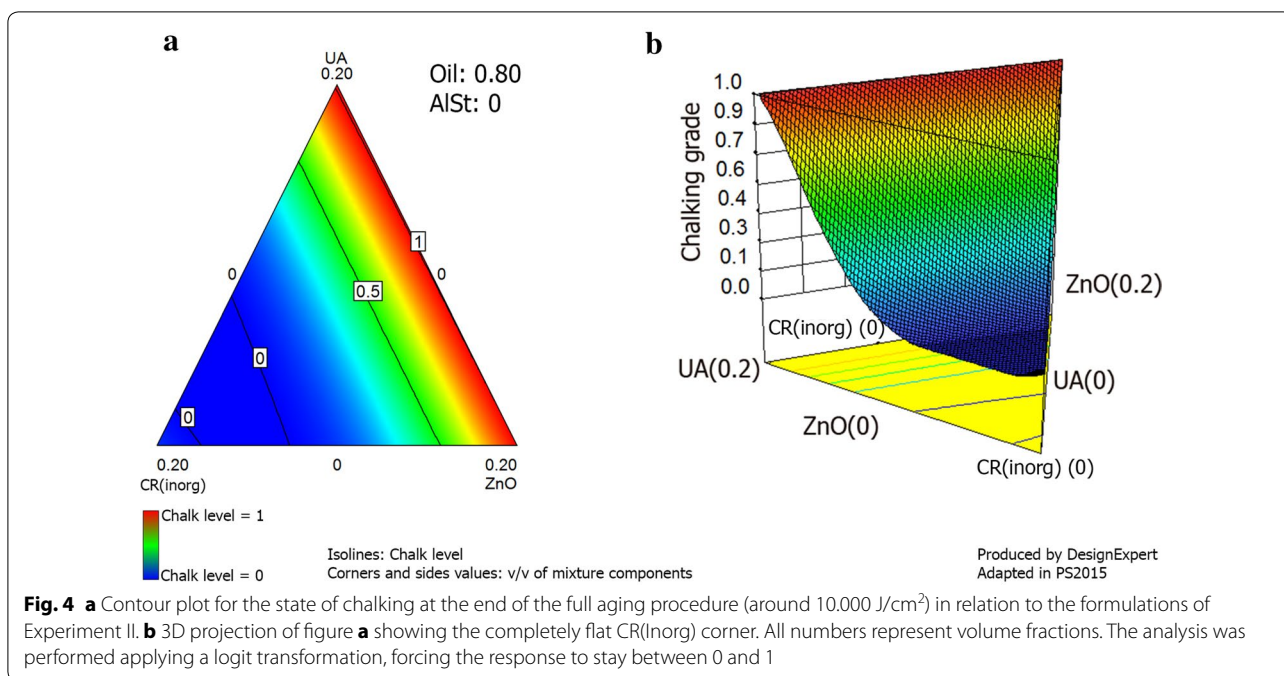 a
UA
0.20
Oil: 0.80
AlSt: 0
1
0
0
0.5
0
0
0.20
0
0.20
CR(inorg)
ZnO
Chalk level = 1
Chalk level = 0
Isolines: Chalk level
Corners and sides values: v/v of mixture components
b
1.0
0.9
0.7
0.6
0.4
0.3
0.1
0.0
Chalking grade
CR(inorg) (0)
ZnO(0.2)
UA(0.2)
UA(0)
ZnO(0)
CR(inorg) (0)
Produced by DesignExpert
Adapted in PS2015
Fig. 4 a Contour plot for the state of chalking at the end of the full aging procedure (around 10.000 J/cm²) in relation to the formulations of
Experiment II. b 3D projection of figure a showing the completely flat CR(Inorg) corner. All numbers represent volume fractions. The analysis was
performed applying a logit transformation, forcing the response to stay between 0 and 1